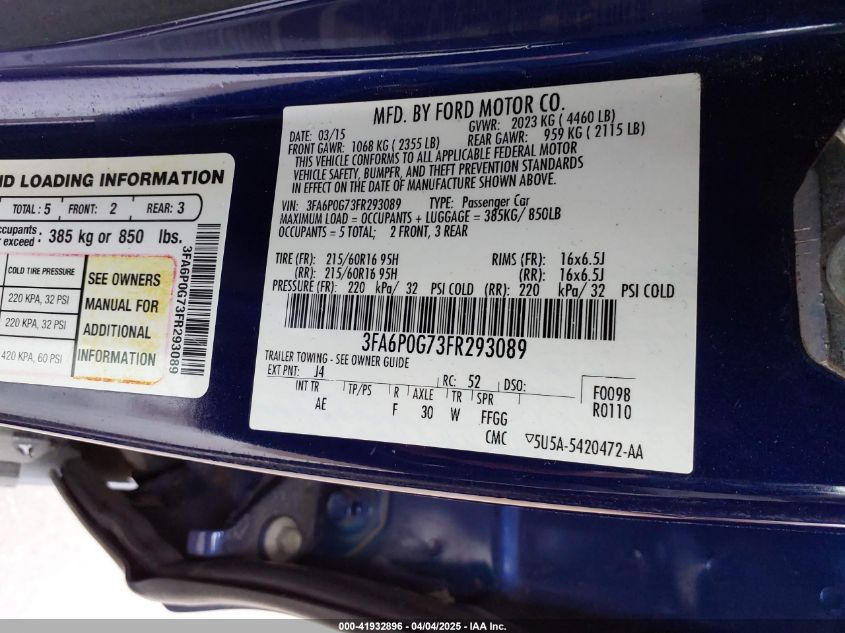 MFD. BY FORD MOTOR CO.
DATE: 03/15 GVWR: 2023 KG ( 4460 LB)
FRONT GAWR: 1068 KG ( 2355 LB) REAR GAWR: 959 KG ( 2115 LB)
THIS VEHICLE CONFORMS TO ALL APPLICABLE FEDERAL MOTOR
VEHICLE SAFETY, BUMPER, AND THEFT PREVENTION STANDARDS
IN EFFECT ON THE DATE OF MANUFACTURE SHOWN ABOVE.
VIN: 3FA6P0G73FR293089 TYPE: Passenger Car
MAXIMUM LOAD = OCCUPANTS + LUGGAGE = 385KG/ 850LB
OCCUPANTS = 5 TOTAL; 2 FRONT, 3 REAR
TIRE (FR): 215/60R16 95H RIMS (FR): 16x6.5J
(RR): 215/60R16 95H (RR): 16x6.5J
PRESSURE (FR): 220 kPa/ 32 PSI COLD (RR): 220 kPa/ 32 PSI COLD
3FA6P0G73FR293089
TRAILER TOWING - SEE OWNER GUIDE
EXT PNT: J4 RC: 52 DSO:
INT TR TP/PS R AXLE TR SPR
AE F 30 W FFGG
F0098
R0110
CMC ▽5U5A-5420472-AA
ND LOADING INFORMATION
TOTAL : 5 FRONT: 2 REAR: 3
cupants
exceed: 385 kg or 850 lbs.
COLD TIRE PRESSURE
220 KPA, 32 PSI
220 KPA, 32 PSI
420 KPA, 60 PSI
SEE OWNERS
MANUAL FOR
ADDITIONAL
INFORMATION
3FA6P0G73FR293089
000-41932896 - 04/04/2025 - IAA Inc.